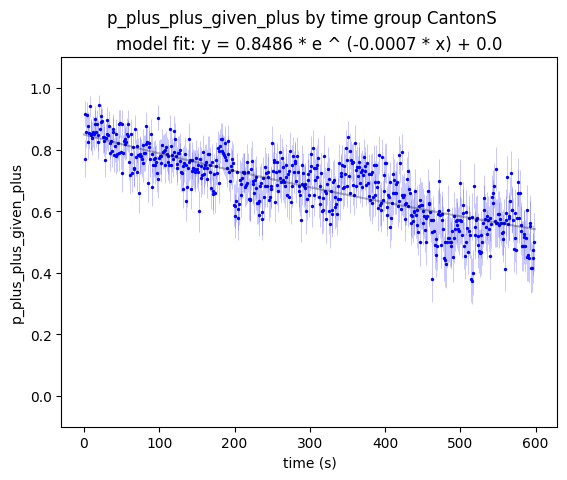 p_plus_plus_given_plus by time group CantonS
model fit: y = 0.8486 * e ^ (-0.0007 * x) + 0.0
1.0
0.8
0.6
0.4
0.2
0.0
p_plus_plus_given_plus
0 100 200 300 400 500 600
time (s)